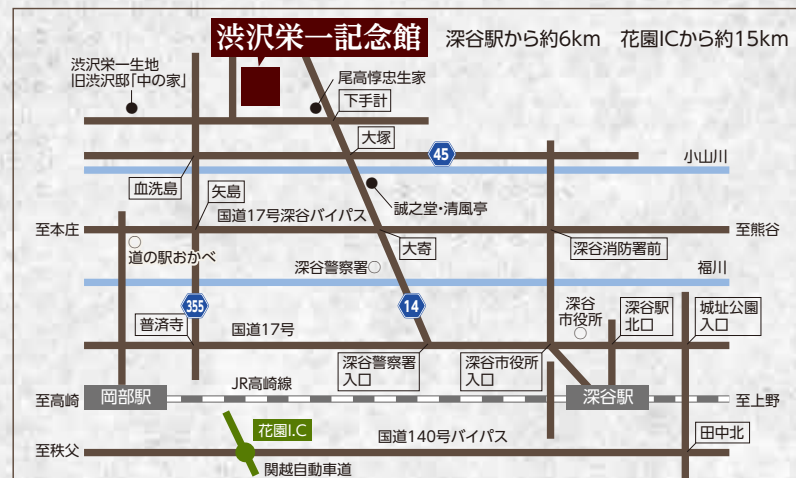 渋沢栄一記念館
深谷駅から約6km 花園ICから約15km
渋沢栄一生地
旧渋沢邸「中の家」
尾高惇忠生家
下手計
大塚
45
小山川
血洗島
矢島
誠之堂・清風亭
国道17号深谷バイパス
至本庄
至熊谷
道の駅おかべ
大寄
深谷消防署前
深谷警察署
福川
355
14
深谷
市役所
深谷駅
北口
城址公園
入口
普済寺
国道17号
深谷警察署
入口
深谷市役所
入口
JR高崎線
至高崎
岡部駅
深谷駅
至上野
花園I.C
国道140号バイパス
田中北
至秩父
関越自動車道